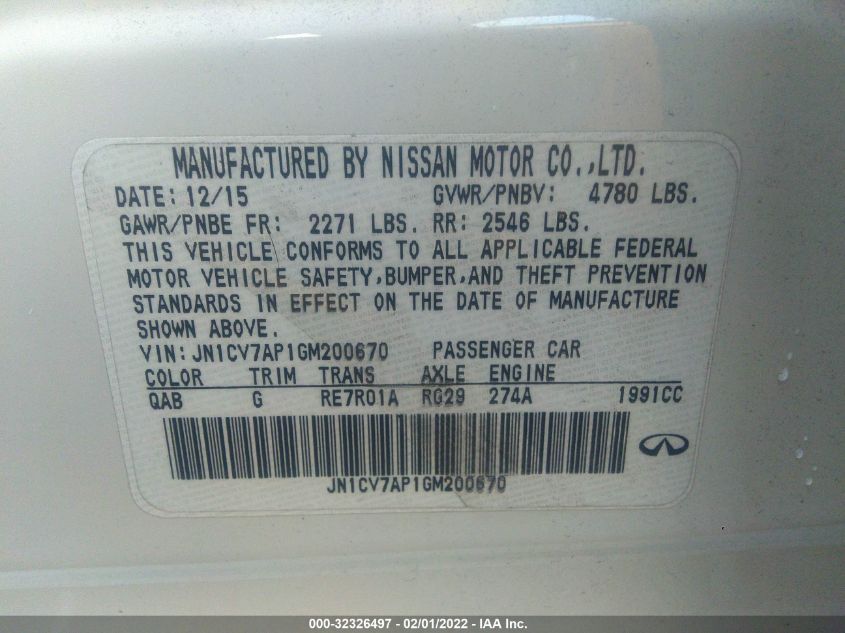 MANUFACTURED BY NISSAN MOTOR CO.,LTD.
DATE: 12/15 GVWR/PNBV: 4780 LBS.
GAWR/PNBE FR: 2271 LBS. RR: 2546 LBS.
THIS VEHICLE CONFORMS TO ALL APPLICABLE FEDERAL
MOTOR VEHICLE SAFETY,BUMPER,AND THEFT PREVENTION
STANDARDS IN EFFECT ON THE DATE OF MANUFACTURE
SHOWN ABOVE.
VIN:JN1CV7AP1GM200670 PASSENGER CAR
COLOR TRIM TRANS AXLE ENGINE
QAB G RE7R01A RG29 274A 1991CC
JN1CV7AP1GM200670
000-32326497 - 02/01/2022 - IAA Inc.